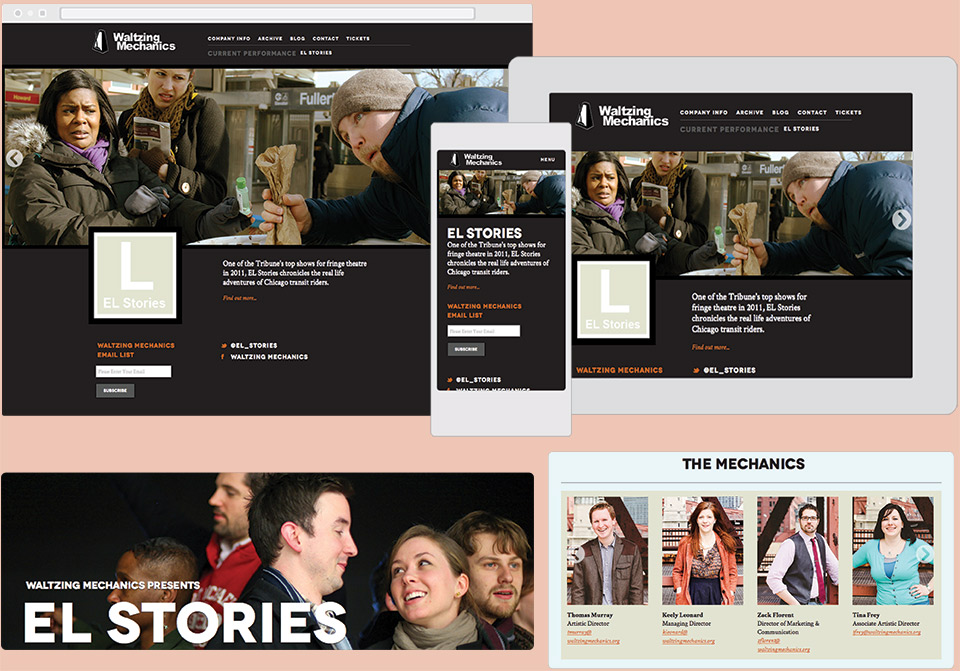 Waltzing
Mechanics
COMPANY INFO ARCHIVE BLOG CONTACT TICKETS
CURRENT PERFORMANCE EL STORIES
Howard
Fuller
L
EL Stories
One of the Tribune's top shows for fringe theatre
in 2011, EL Stories chronicles the real life
adventures of Chicago transit riders.
Find out more...
WALTZING MECHANICS
EMAIL LIST
Please Enter Your Email
SUBSCRIBE
@EL_STORIES
WALTZING MECHANICS
Waltzing
Mechanics
MENU
EL STORIES
One of the Tribune's top shows for
fringe theatre in 2011, EL Stories
chronicles the real life adventures of
Chicago transit riders.
Find out more...
WALTZING MECHANICS
EMAIL LIST
Please Enter Your Email
SUBSCRIBE
@EL_STORIES
WALTZING MECHANICS
Waltzing
Mechanics
COMPANY INFO ARCHIVE BLOG CONTACT TICKETS
CURRENT PERFORMANCE EL STORIES
Fuller
L
EL Stories
One of the Tribune's top shows for
fringe theatre in 2011, EL Stories
chronicles the real life adventures of
Chicago transit riders.
Find out more...
WALTZING MECHANICS
@EL_STORIES
WALTZING MECHANICS PRESENTS
EL STORIES
THE MECHANICS
Thomas Murray
Artistic Director
tmurray@
waltzingmechanics.org
Keely Leonard
Managing Director
kleonard@
waltzingmechanics.org
Zack Florent
Director of Marketing &
Communication
zflorent@
waltzingmechanics.org
Tina Frey
Associate Artistic Director
tfrey@waltzingmechanics.org